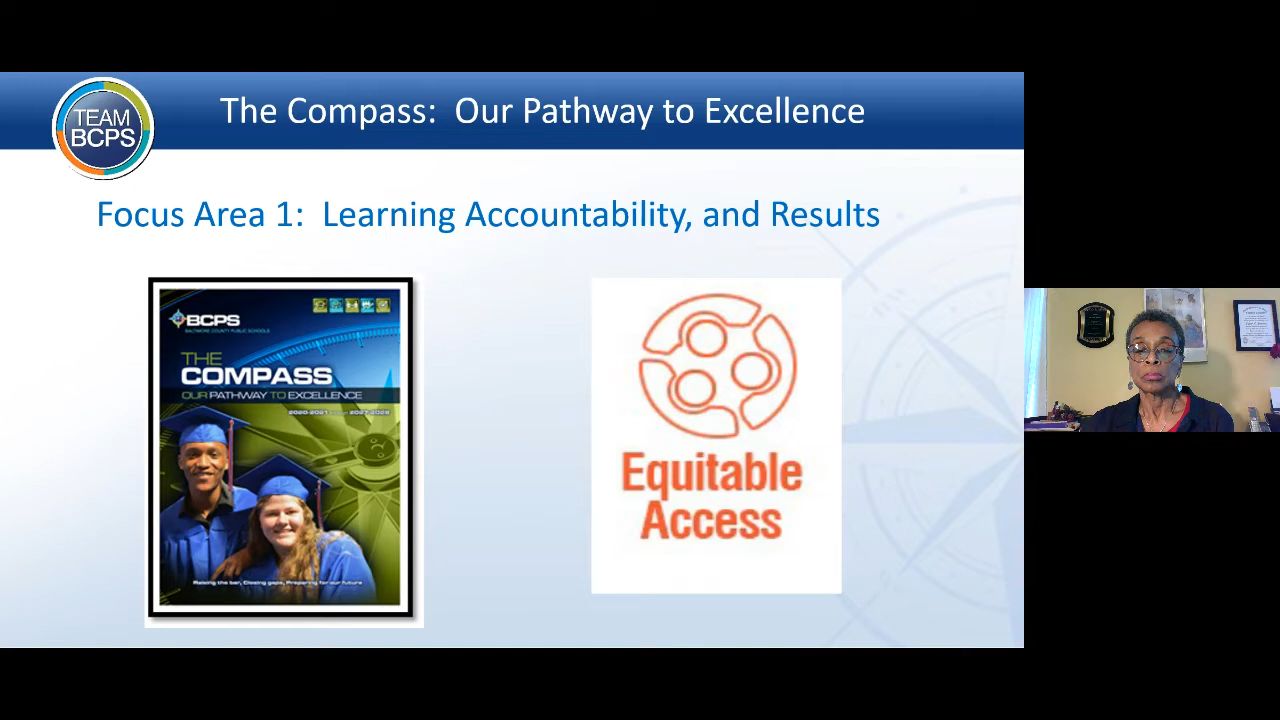 TEAM
BCPS
The Compass: Our Pathway to Excellence
Focus Area 1: Learning Accountability, and Results
BCPS
BALTIMORE COUNTY PUBLIC SCHOOLS
THE
COMPASS
OUR PATHWAY TO EXCELLENCE
Raising the bar, Closing gaps, Preparing for our future
Equitable
Access